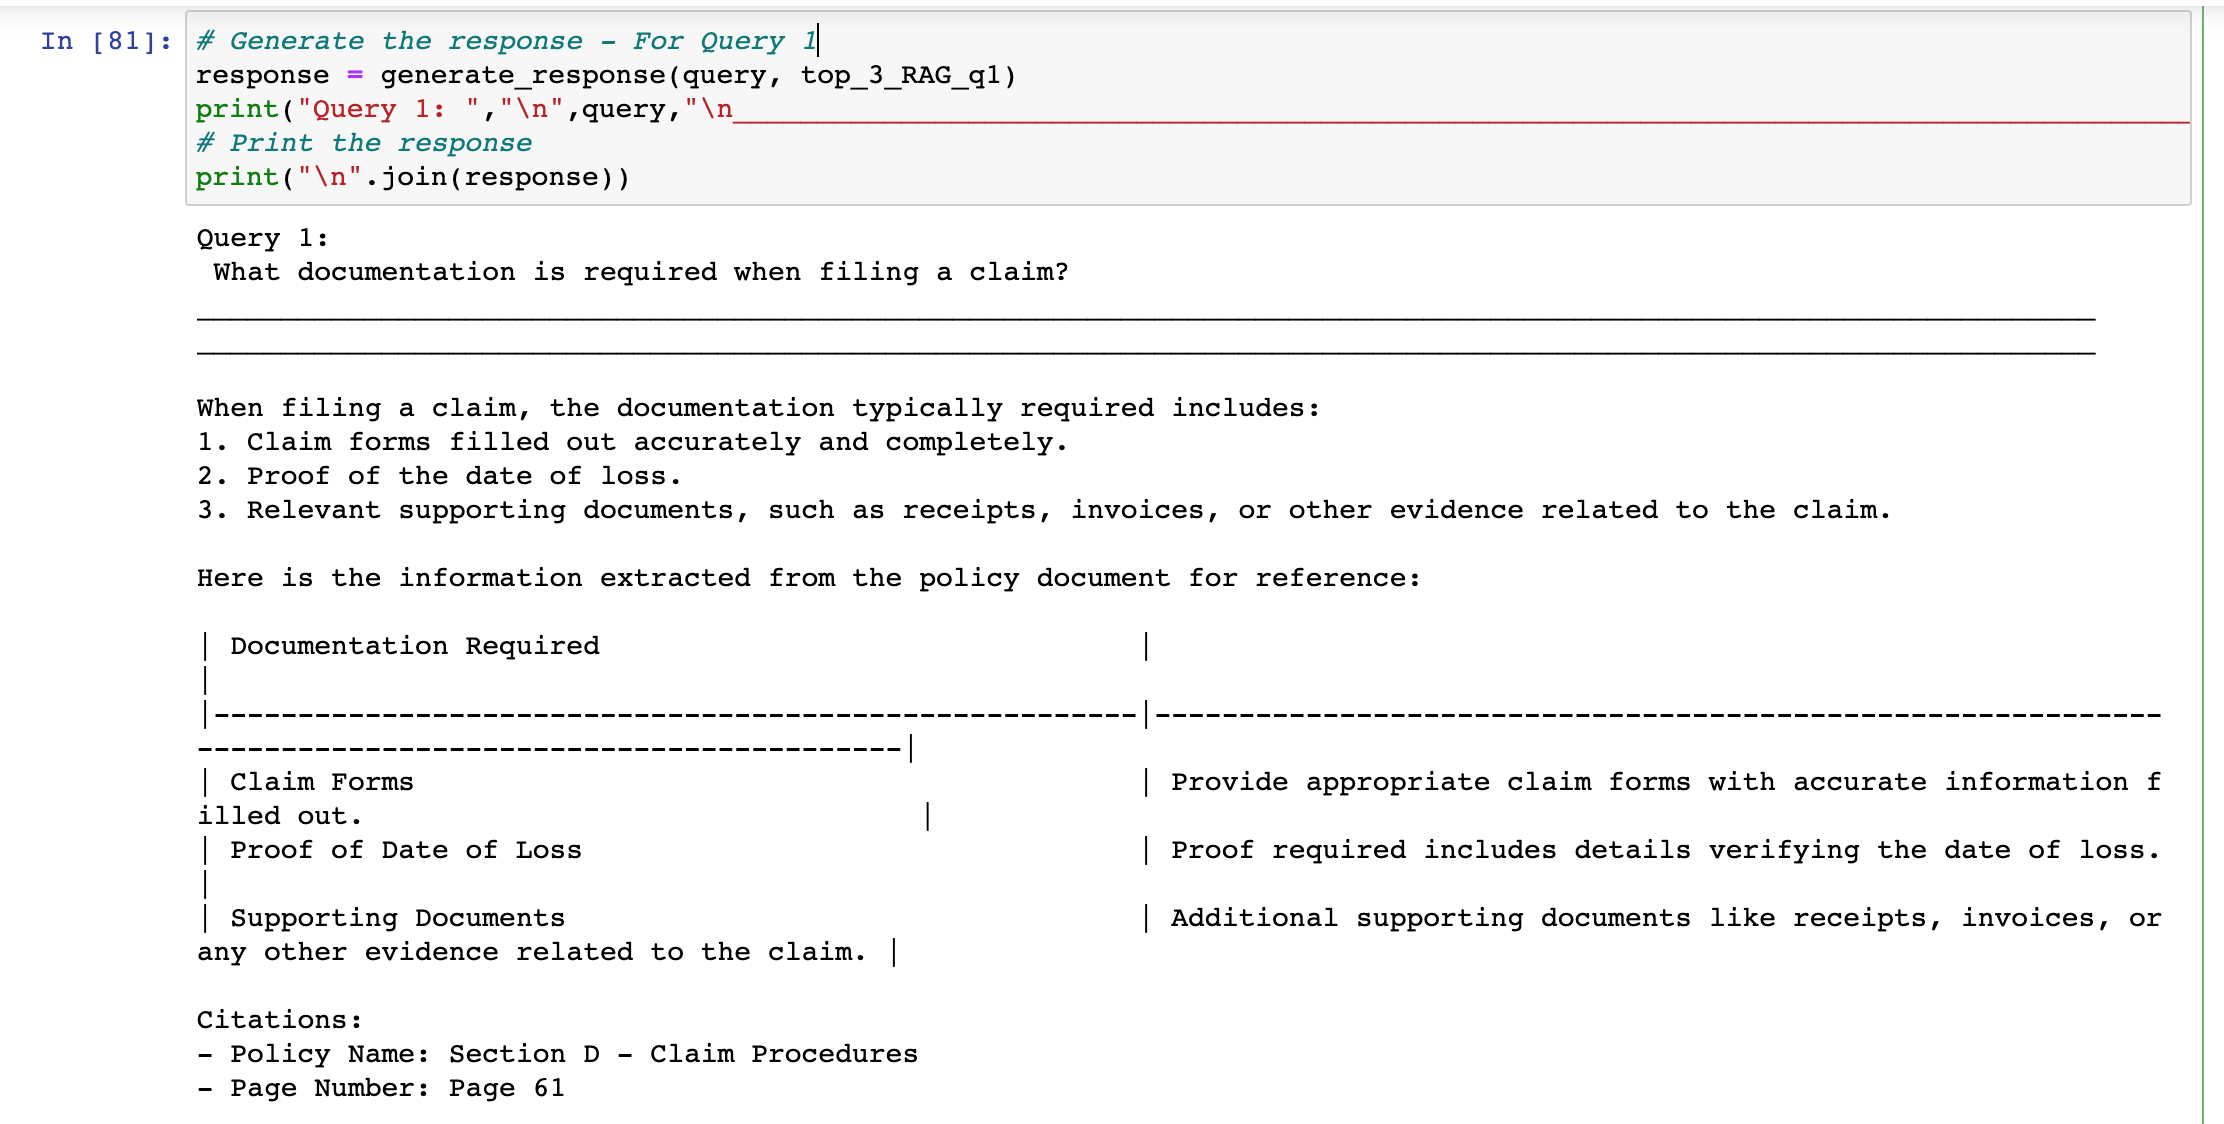 In [81]: # Generate the response - For Query 1
response = generate_response(query, top_3_RAG_q1)
print("Query 1: ","\n",query,"\n____________________________________________________________________________________
# Print the response
print("\n".join(response))
Query 1:
 What documentation is required when filing a claim?
_________________________________________________________________________________________________________________
_________________________________________________________________________________________________________________
When filing a claim, the documentation typically required includes:
1. Claim forms filled out accurately and completely.
2. Proof of the date of loss.
3. Relevant supporting documents, such as receipts, invoices, or other evidence related to the claim.
Here is the information extracted from the policy document for reference:
| Documentation Required                                |
|
|-------------------------------------------------------|------------------------------------------------------------
------------------------------------------|
| Claim Forms                                           | Provide appropriate claim forms with accurate information f
illed out.                                 |
| Proof of Date of Loss                                 | Proof required includes details verifying the date of loss.
|
| Supporting Documents                                  | Additional supporting documents like receipts, invoices, or
any other evidence related to the claim. |
Citations:
- Policy Name: Section D - Claim Procedures
- Page Number: Page 61